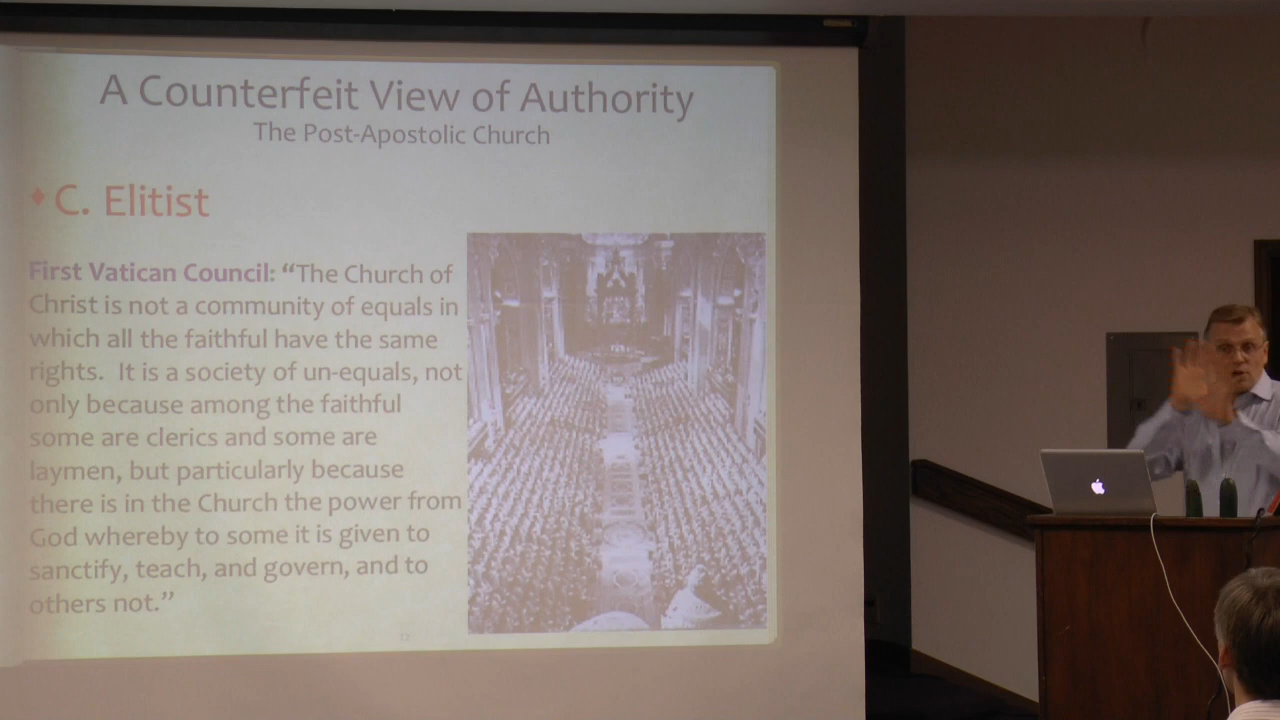 A Counterfeit View of Authority
The Post-Apostolic Church
C. Elitist
First Vatican Council: “The Church of
Christ is not a community of equals in
which all the faithful have the same
rights. It is a society of un-equals, not
only because among the faithful
some are clerics and some are
laymen, but particularly because
there is in the Church the power from
God whereby to some it is given to
sanctify, teach, and govern, and to
others not.”
12